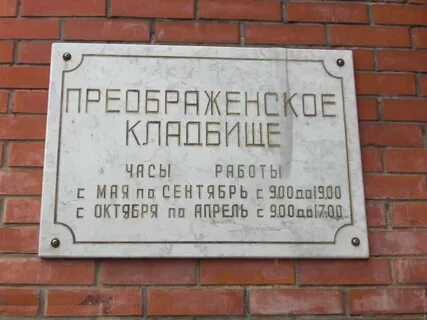 ПРЕОБРАЖЕНСКОЕ
КЛАДБИЩЕ
ЧАСЫ РАБОТЫ
с МАЯ по СЕНТЯБРЬ с 9.00 до 19.00
с ОКТЯБРЯ по АПРЕЛЬ с 9.00 до 17.00